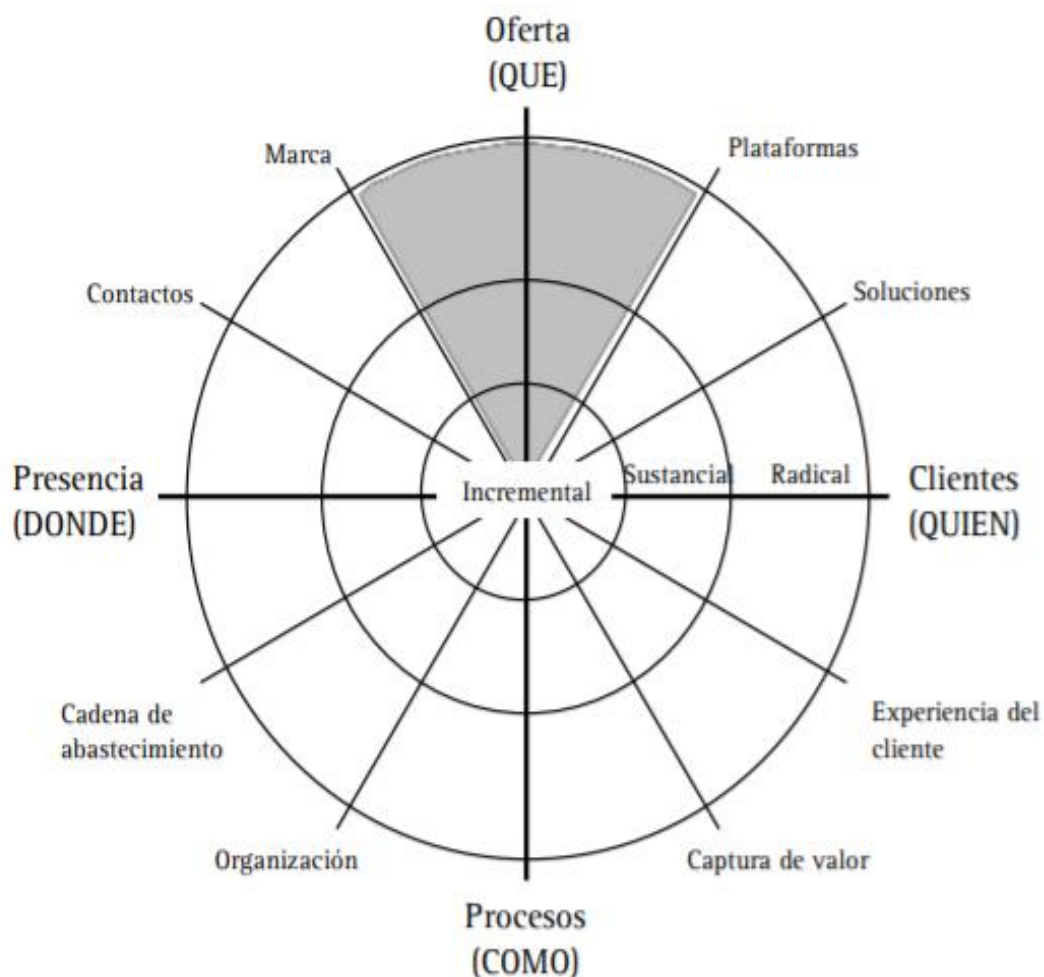 Oferta
(QUE)
Marca
Plataformas
Contactos
Soluciones
Presencia
(DONDE)
Incremental
Sustancial
Radical
Clientes
(QUIEN)
Cadena de
abastecimiento
Experiencia del
cliente
Organización
Captura de valor
Procesos
(COMO)